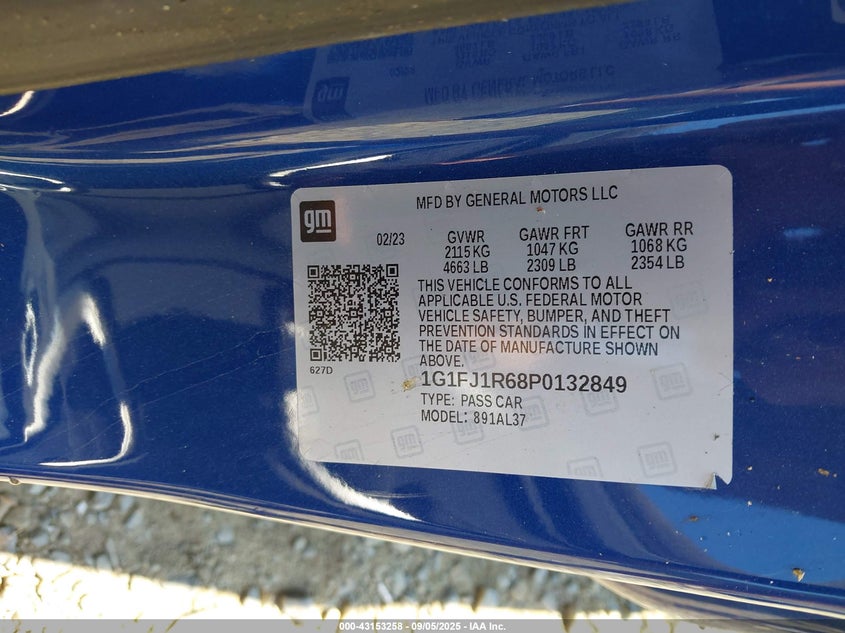 MFD BY GENERAL MOTORS LLC
gm
02/23
GVWR GAWR FRT GAWR RR
2115 KG 1047 KG 1068 KG
4663 LB 2309 LB 2354 LB
THIS VEHICLE CONFORMS TO ALL
APPLICABLE U.S. FEDERAL MOTOR
VEHICLE SAFETY, BUMPER, AND THEFT
PREVENTION STANDARDS IN EFFECT ON
THE DATE OF MANUFACTURE SHOWN
ABOVE.
627D
1G1FJ1R68P0132849
TYPE: PASS CAR
MODEL: 891AL37
000-43153258 - 09/05/2025 - IAA Inc.